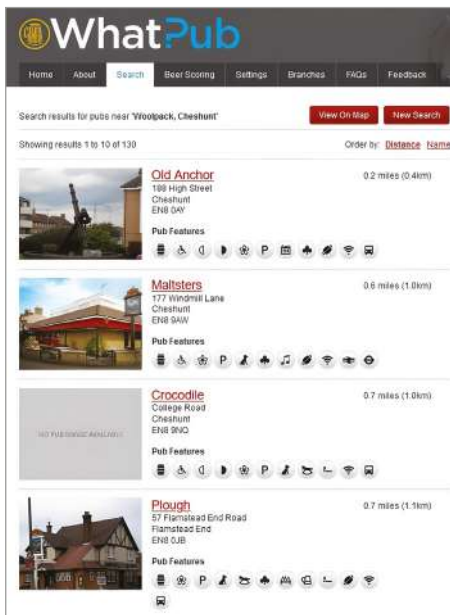 WhatPub
Home About Search Beer Scoring Settings Branches FAQs Feedback
Search results for pubs near 'Woolpack, Cheshunt'
View On Map New Search
Showing results 1 to 10 of 130
Order by: Distance Name
Old Anchor
0.2 miles (0.4km)
188 High Street
Cheshunt
EN8 0AY
Pub Features
Maltsters
0.6 miles (1.0km)
177 Windmill Lane
Cheshunt
EN8 9AW
Pub Features
Crocodile
0.7 miles (1.0km)
College Road
Cheshunt
EN8 9NQ
NO PUB IMAGE AVAILABLE
Pub Features
Plough
0.7 miles (1.1km)
57 Flamstead End Road
Flamstead End
EN8 0JB
Pub Features